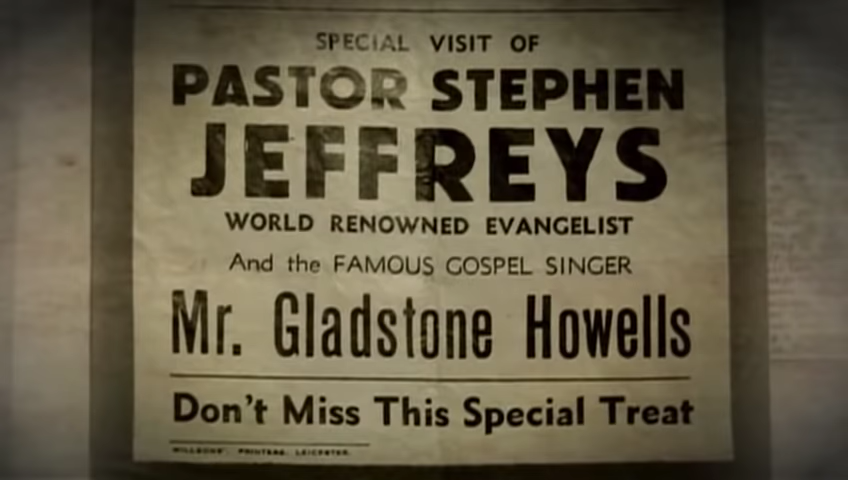 SPECIAL VISIT OF
PASTOR STEPHEN
JEFFREYS
WORLD RENOWNED EVANGELIST
And the FAMOUS GOSPEL SINGER
Mr. Gladstone Howells
Don't Miss This Special Treat
WILLSONS', PRINTERS, LEICESTER.